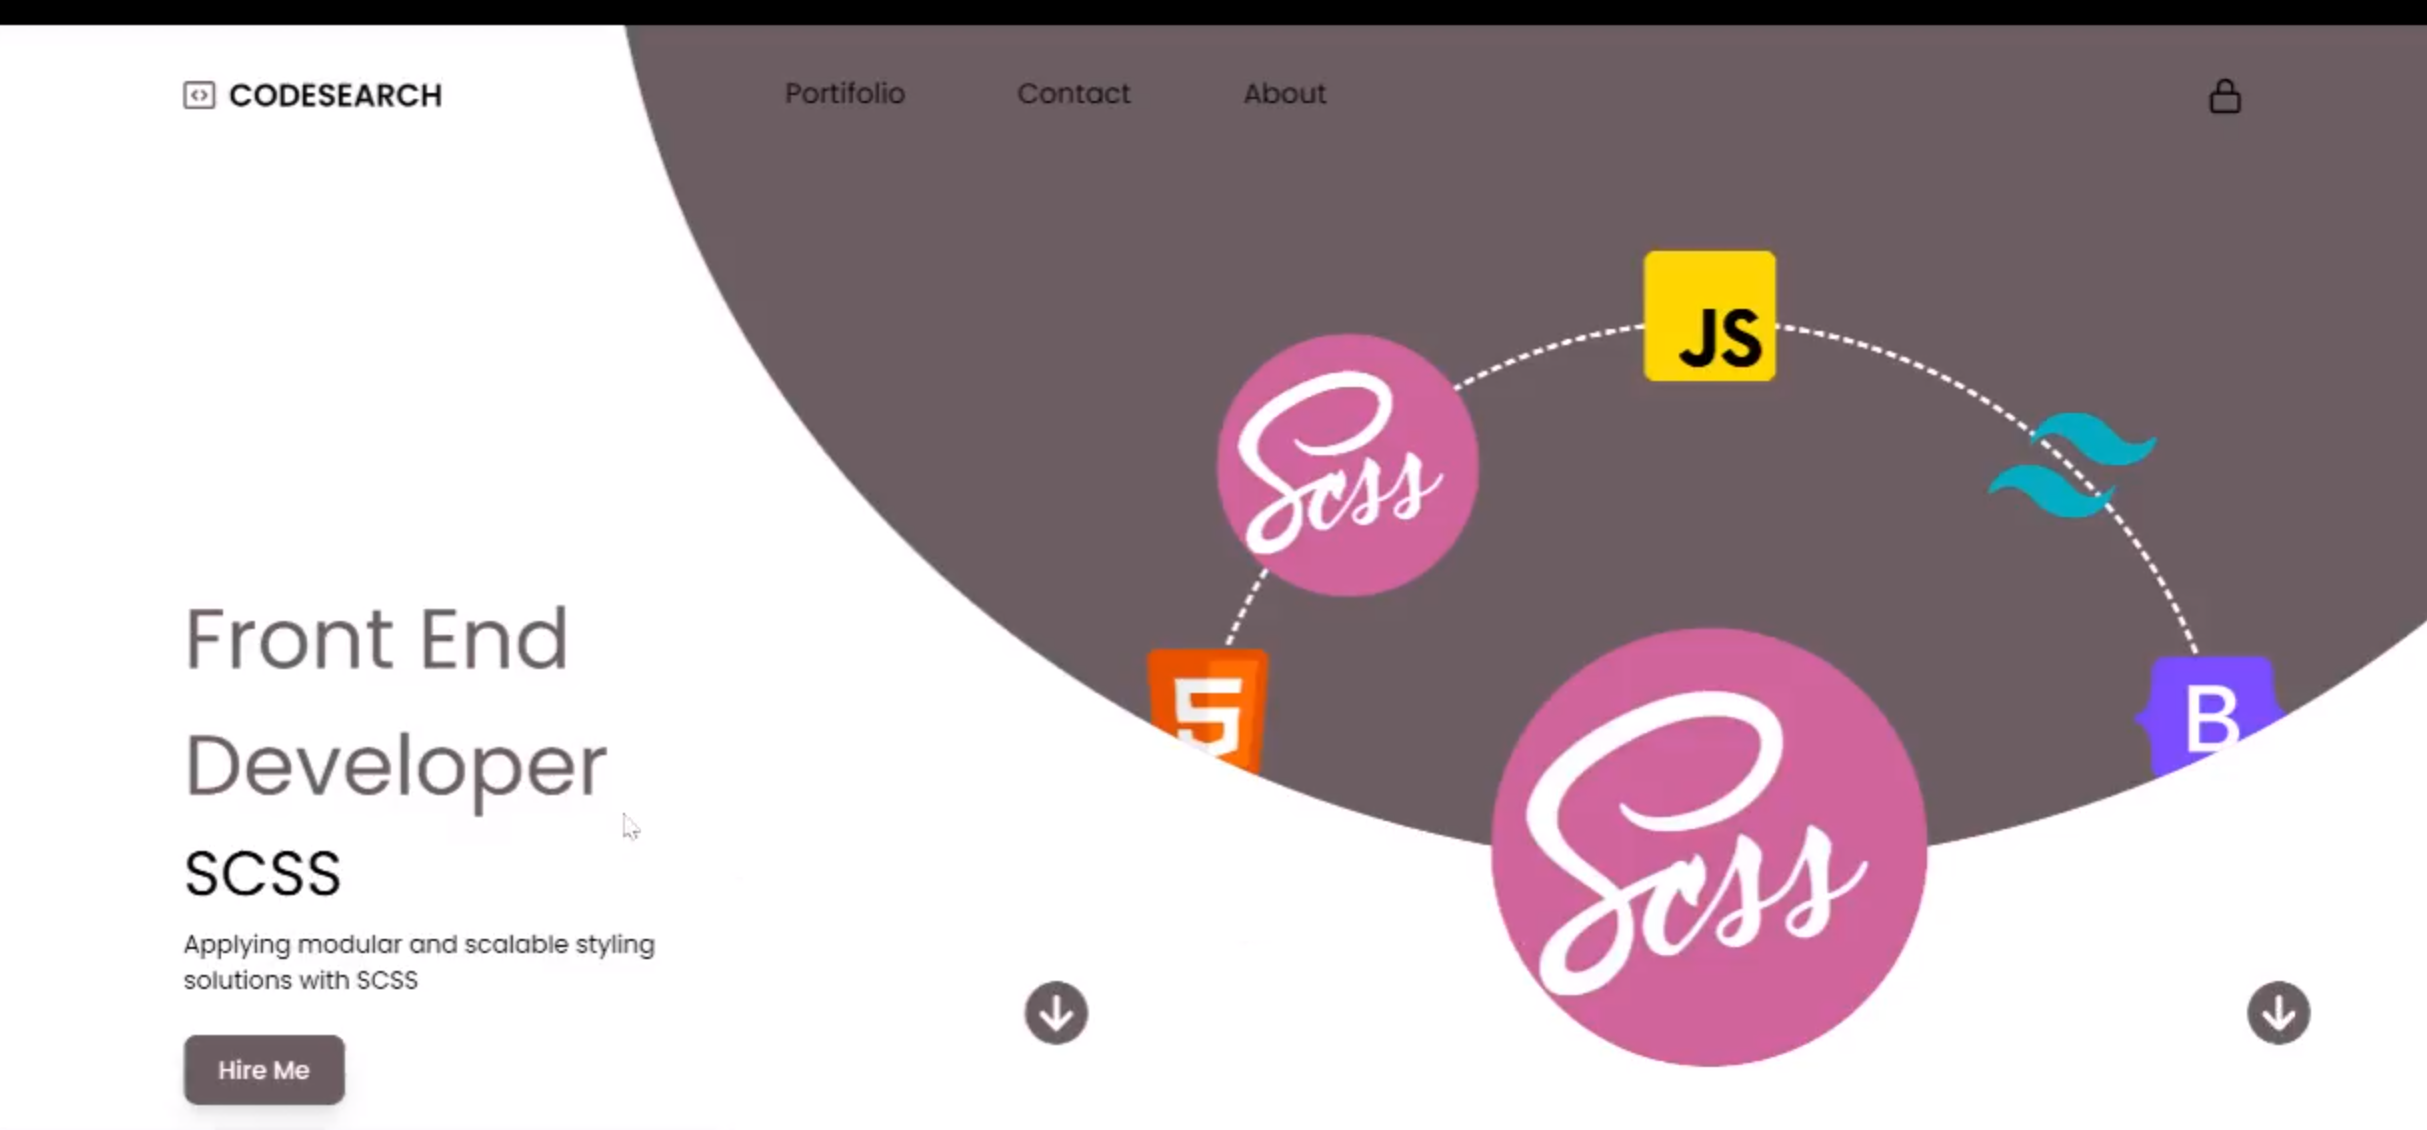 CODESEARCH
Portifolio
Contact
About
JS
Scss
5
B
Scss
Front End
Developer
SCSS
Applying modular and scalable styling
solutions with SCSS
Hire Me